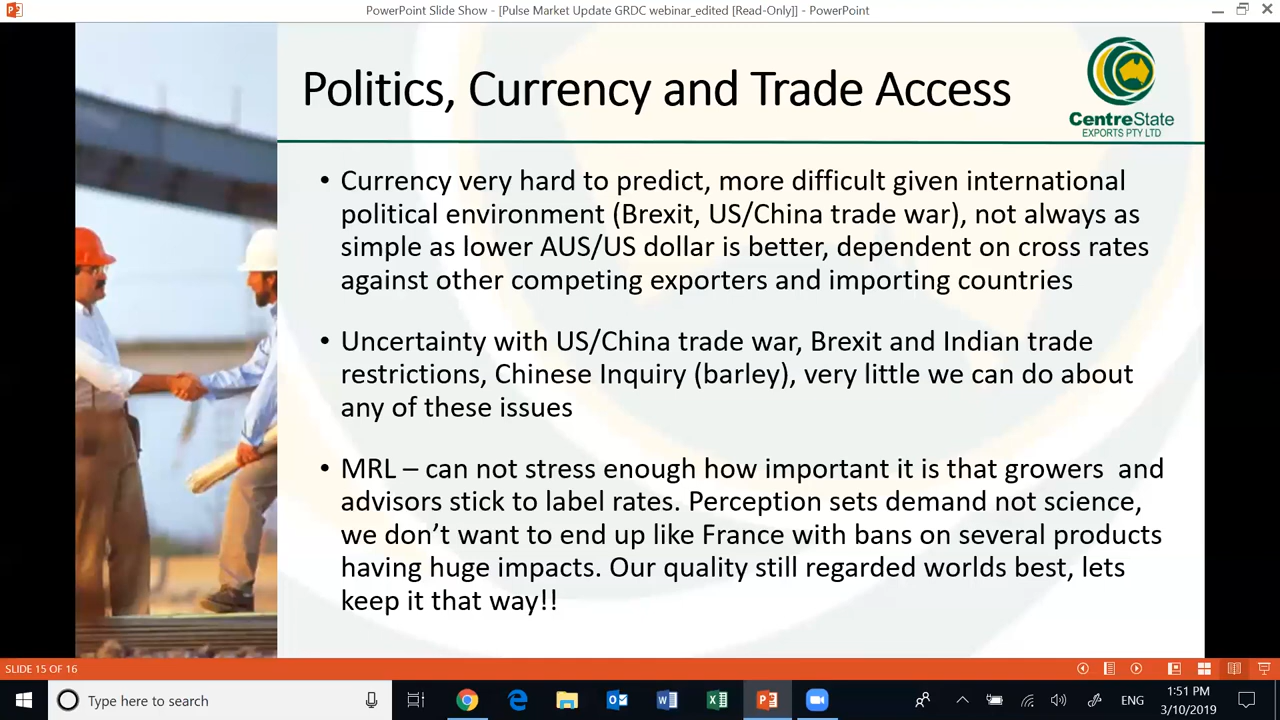 PowerPoint Slide Show - [Pulse Market Update GRDC webinar_edited [Read-Only]] - PowerPoint
Politics, Currency and Trade Access
CentreState
EXPORTS PTY LTD
• Currency very hard to predict, more difficult given international
political environment (Brexit, US/China trade war), not always as
simple as lower AUS/US dollar is better, dependent on cross rates
against other competing exporters and importing countries
• Uncertainty with US/China trade war, Brexit and Indian trade
restrictions, Chinese Inquiry (barley), very little we can do about
any of these issues
• MRL – can not stress enough how important it is that growers  and
advisors stick to label rates. Perception sets demand not science,
we don’t want to end up like France with bans on several products
having huge impacts. Our quality still regarded worlds best, lets
keep it that way!!
SLIDE 15 OF 16
Type here to search
ENG
1:51 PM
3/10/2019